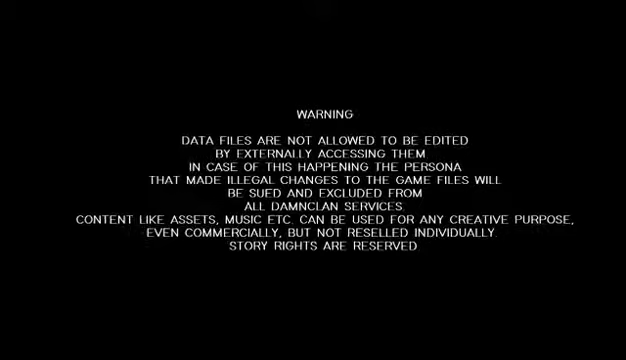 WARNING
DATA FILES ARE NOT ALLOWED TO BE EDITED
BY EXTERNALLY ACCESSING THEM
IN CASE OF THIS HAPPENING THE PERSONA
THAT MADE ILLEGAL CHANGES TO THE GAME FILES WILL
BE SUED AND EXCLUDED FROM
ALL DAMNCLAN SERVICES.
CONTENT LIKE ASSETS, MUSIC ETC. CAN BE USED FOR ANY CREATIVE PURPOSE,
EVEN COMMERCIALLY, BUT NOT RESELLED INDIVIDUALLY.
STORY RIGHTS ARE RESERVED